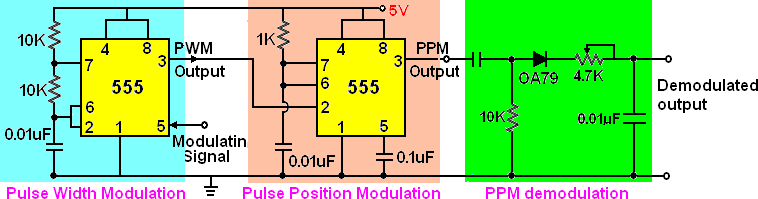 5V
10K
4
8
PWM
3
Output
7
10K
555
6
2
1
5
0.01uF
Modulatin
Signal
Pulse Width Modulation
1K
4
8
PPM
3
Output
7
6
555
2
1
5
0.01uF
0.1uF
Pulse Position Modulation
OA79
4.7K
10K
0.01µF
Demodulated
output
PPM demodulation